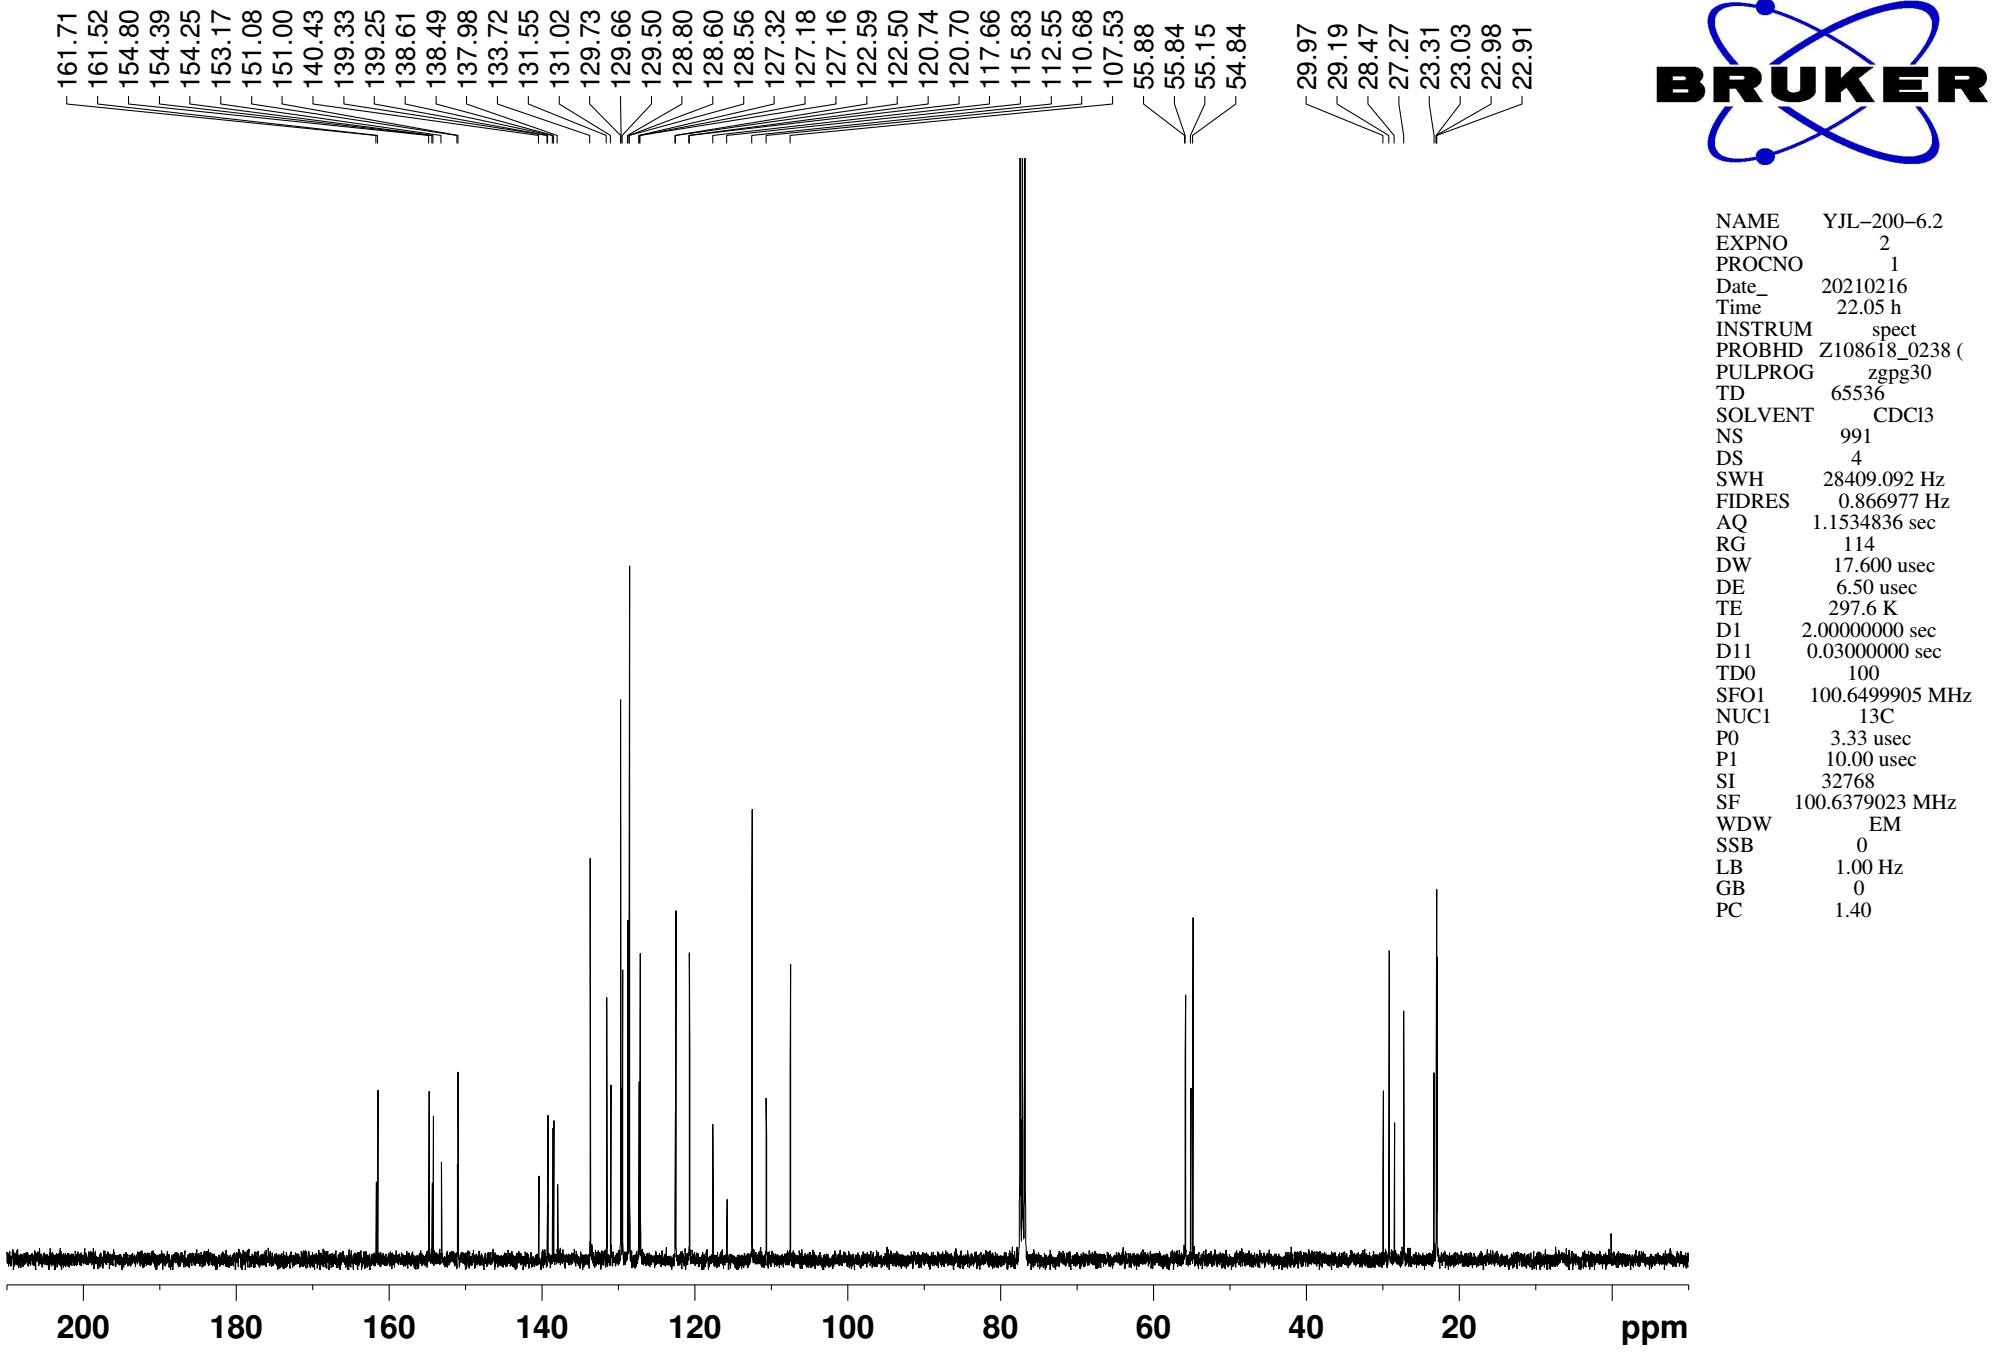 161.71
161.52
154.80
154.39
154.25
153.17
151.08
151.00
140.43
139.33
139.25
138.61
138.49
137.98
133.72
131.55
131.02
129.73
129.66
129.50
128.80
128.60
128.56
127.32
127.18
127.16
122.59
122.50
120.74
120.70
117.66
115.83
112.55
110.68
107.53
55.88
55.84
55.15
54.84
29.97
29.19
28.47
27.27
23.31
23.03
22.98
22.91
BRUKER
NAME YJL-200-6.2
EXPNO 2
PROCNO 1
Date_ 20210216
Time 22.05 h
INSTRUM spect
PROBHD Z108618_0238 (
PULPROG zgpg30
TD 65536
SOLVENT CDCl3
NS 991
DS 4
SWH 28409.092 Hz
FIDRES 0.866977 Hz
AQ 1.1534836 sec
RG 114
DW 17.600 usec
DE 6.50 usec
TE 297.6 K
D1 2.00000000 sec
D11 0.03000000 sec
TD0 100
SFO1 100.6499905 MHz
NUC1 13C
P0 3.33 usec
P1 10.00 usec
SI 32768
SF 100.6379023 MHz
WDW EM
SSB 0
LB 1.00 Hz
GB 0
PC 1.40
200 180 160 140 120 100 80 60 40 20 ppm